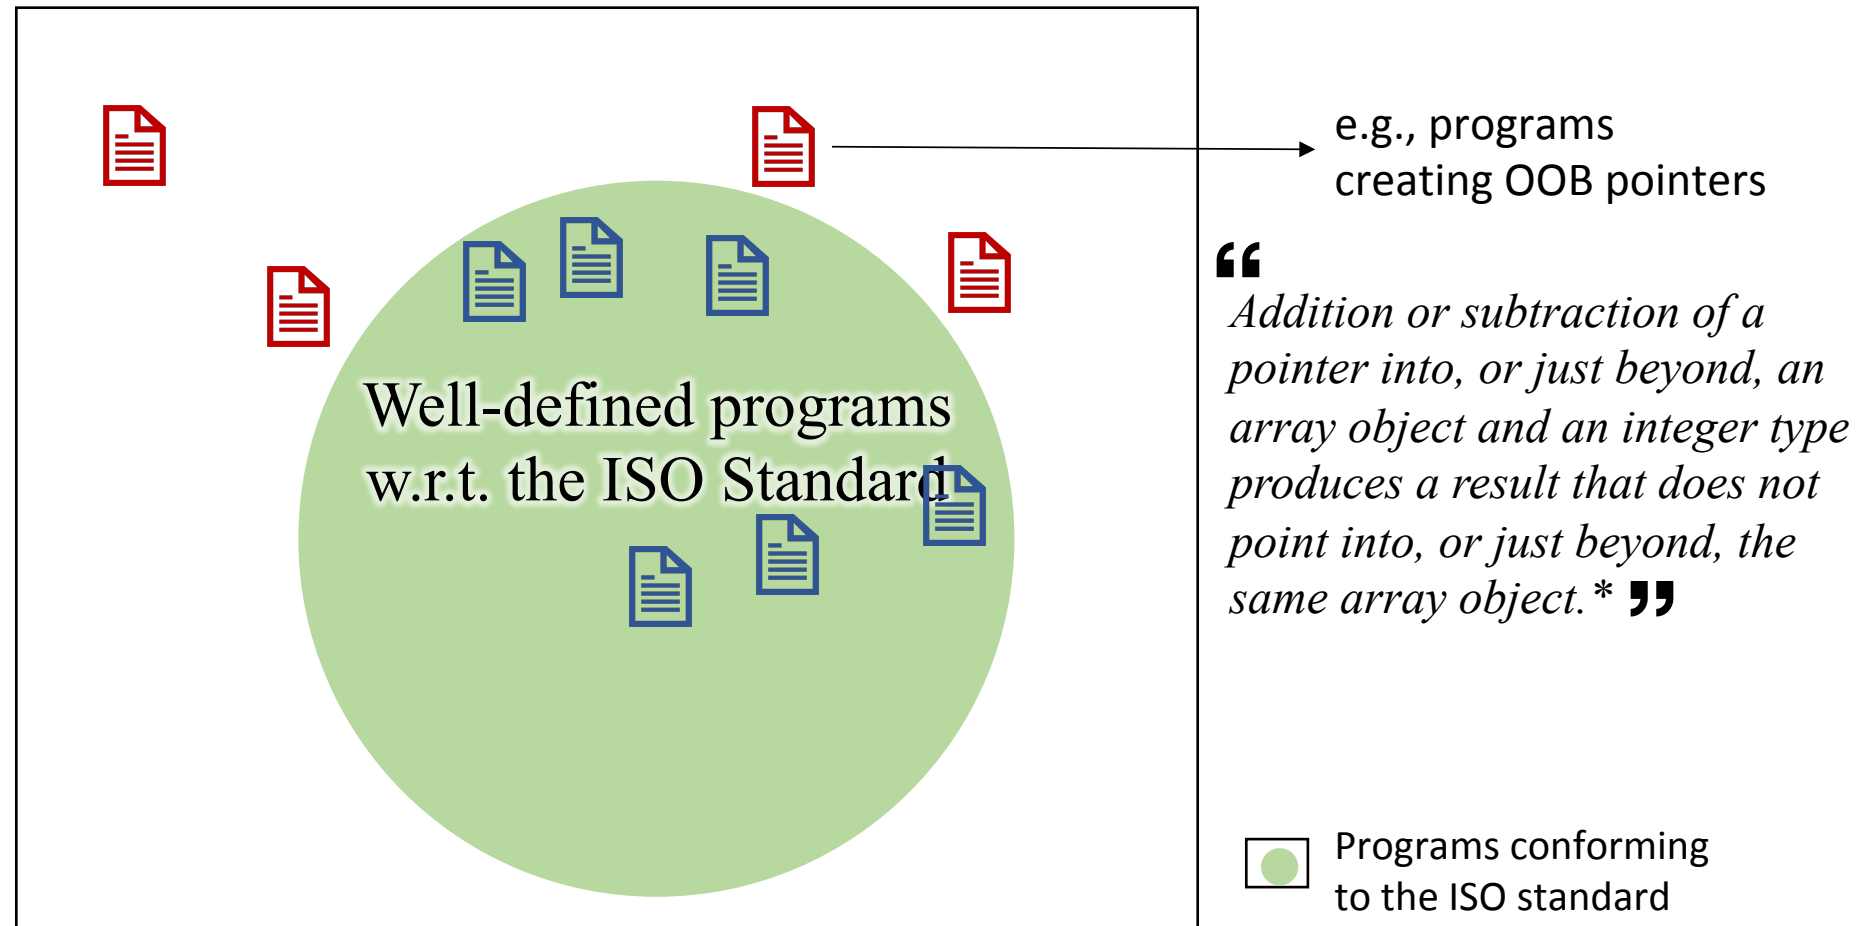 e.g., programs
creating OOB pointers
“
Addition or subtraction of a
pointer into, or just beyond, an
array object and an integer type
produces a result that does not
point into, or just beyond, the
same array object.* ”
Well-defined programs
w.r.t. the ISO Standard
Programs conforming
to the ISO standard